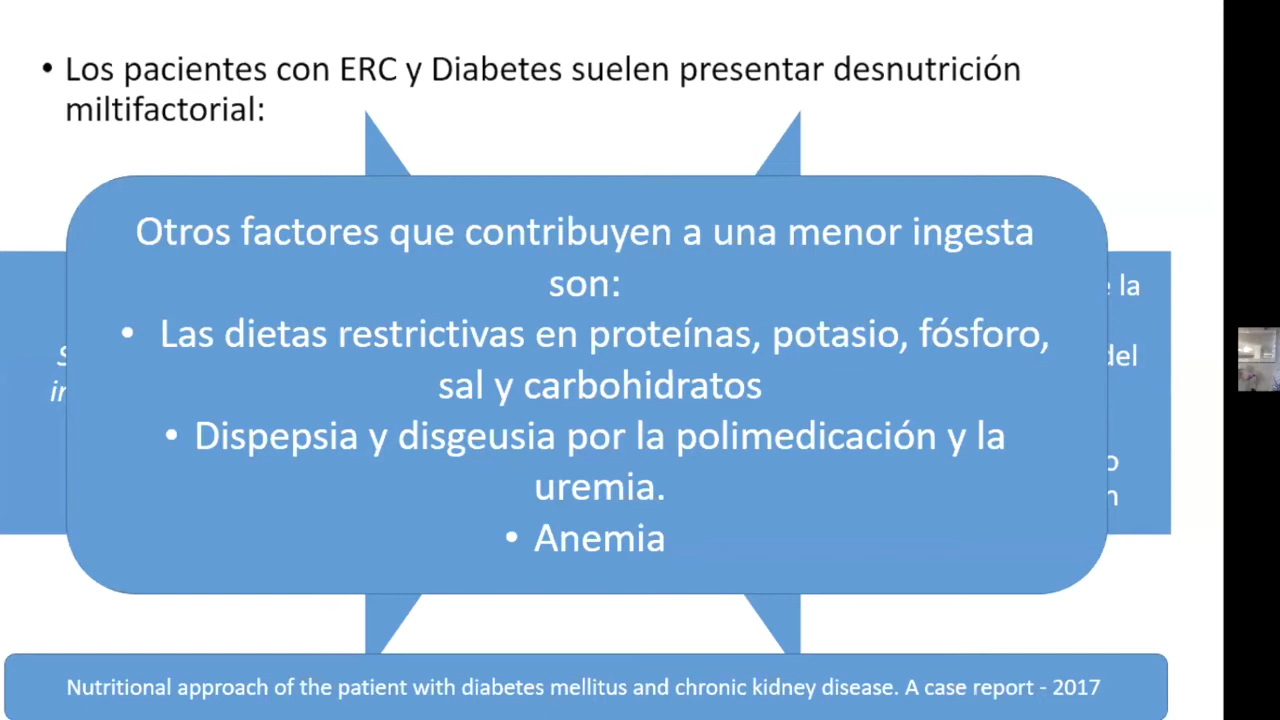 • Los pacientes con ERC y Diabetes suelen presentar desnutrición
miltifactorial:
Otros factores que contribuyen a una menor ingesta
son:
• Las dietas restrictivas en proteínas, potasio, fósforo,
sal y carbohidratos
• Dispepsia y disgeusia por la polimedicación y la
uremia.
• Anemia
la
del
Nutritional approach of the patient with diabetes mellitus and chronic kidney disease. A case report - 2017